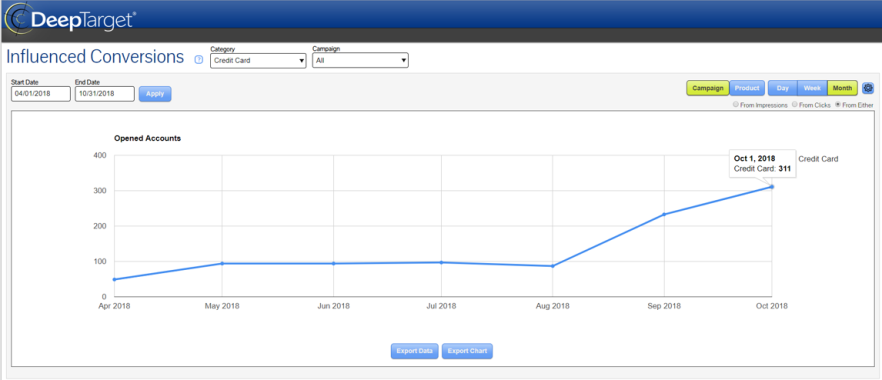 DeepTarget®
Influenced Conversions ?
Category
Credit Card
Campaign
All
Start Date
04/01/2018
End Date
10/31/2018
Apply
Campaign Product Day Week Month
From Impressions From Clicks From Either
Opened Accounts
400
300
200
100
0
Oct 1, 2018
Credit Card: 311
Credit Card
Apr 2018 May 2018 Jun 2018 Jul 2018 Aug 2018 Sep 2018 Oct 2018
Export Data Export Chart